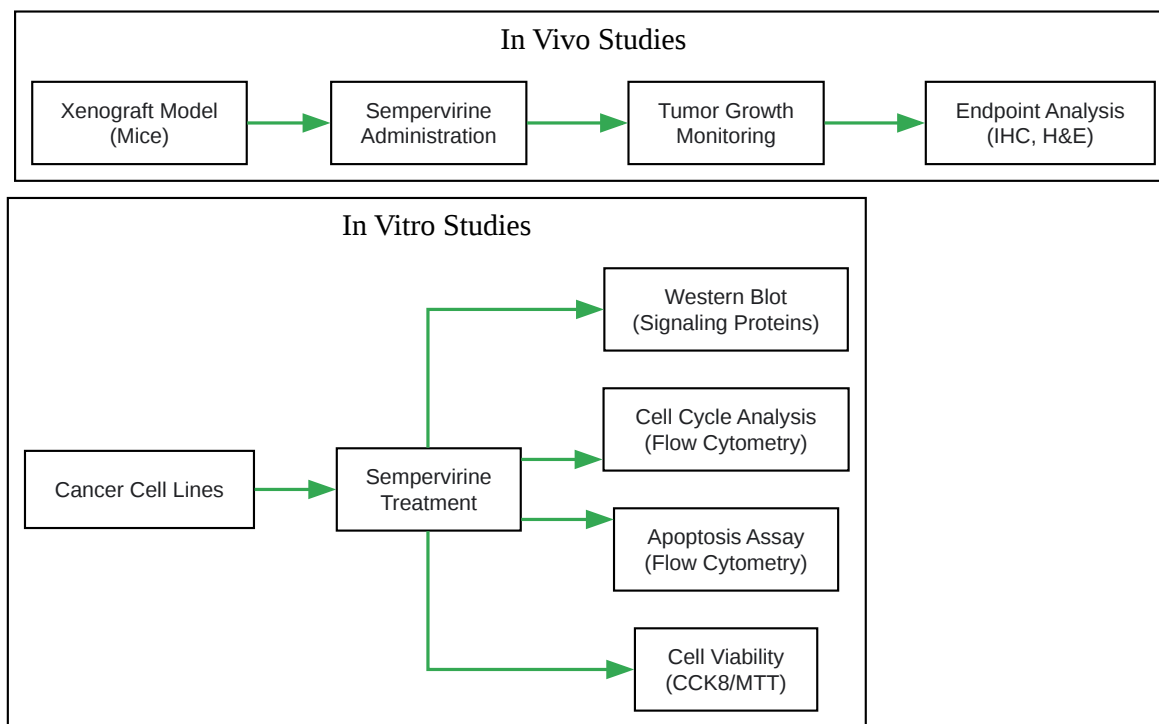 In Vivo Studies
Xenograft Model
(Mice)
Sempervirine
Administration
Tumor Growth
Monitoring
Endpoint Analysis
(IHC, H&E)
In Vitro Studies
Western Blot
(Signaling Proteins)
Cell Cycle Analysis
(Flow Cytometry)
Cancer Cell Lines
Sempervirine
Treatment
Apoptosis Assay
(Flow Cytometry)
Cell Viability
(CCK8/MTT)